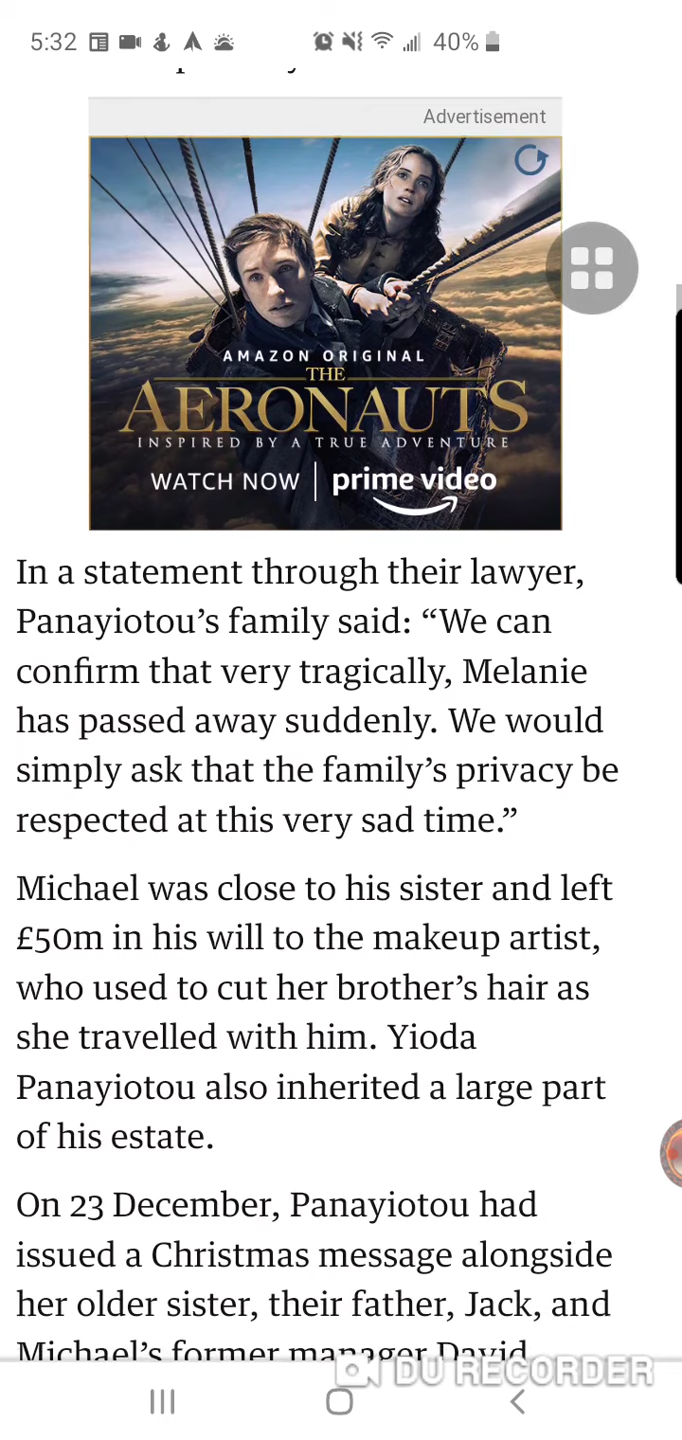 5:32
40%
Advertisement
AMAZON ORIGINAL
THE
AERONAUTS
INSPIRED BY A TRUE ADVENTURE
WATCH NOW | prime video
In a statement through their lawyer,
Panayiotou’s family said: “We can
confirm that very tragically, Melanie
has passed away suddenly. We would
simply ask that the family’s privacy be
respected at this very sad time.”
Michael was close to his sister and left
£50m in his will to the makeup artist,
who used to cut her brother’s hair as
she travelled with him. Yioda
Panayiotou also inherited a large part
of his estate.
On 23 December, Panayiotou had
issued a Christmas message alongside
her older sister, their father, Jack, and
Michael’s former manager David
DU RECORDER